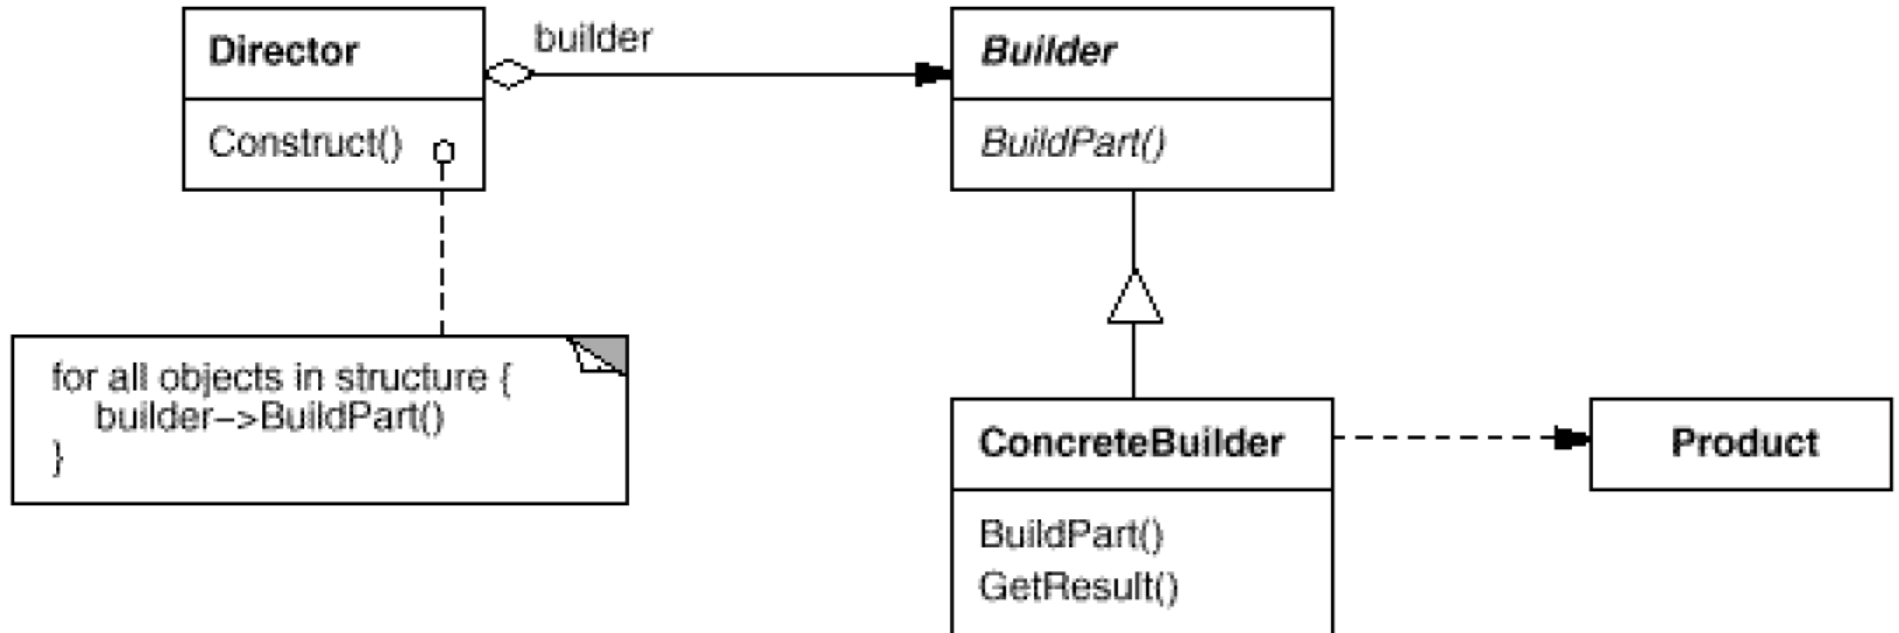 Director
Construct()
builder
Builder
BuildPart()
for all objects in structure {
builder–>BuildPart()
}
ConcreteBuilder
BuildPart()
GetResult()
Product